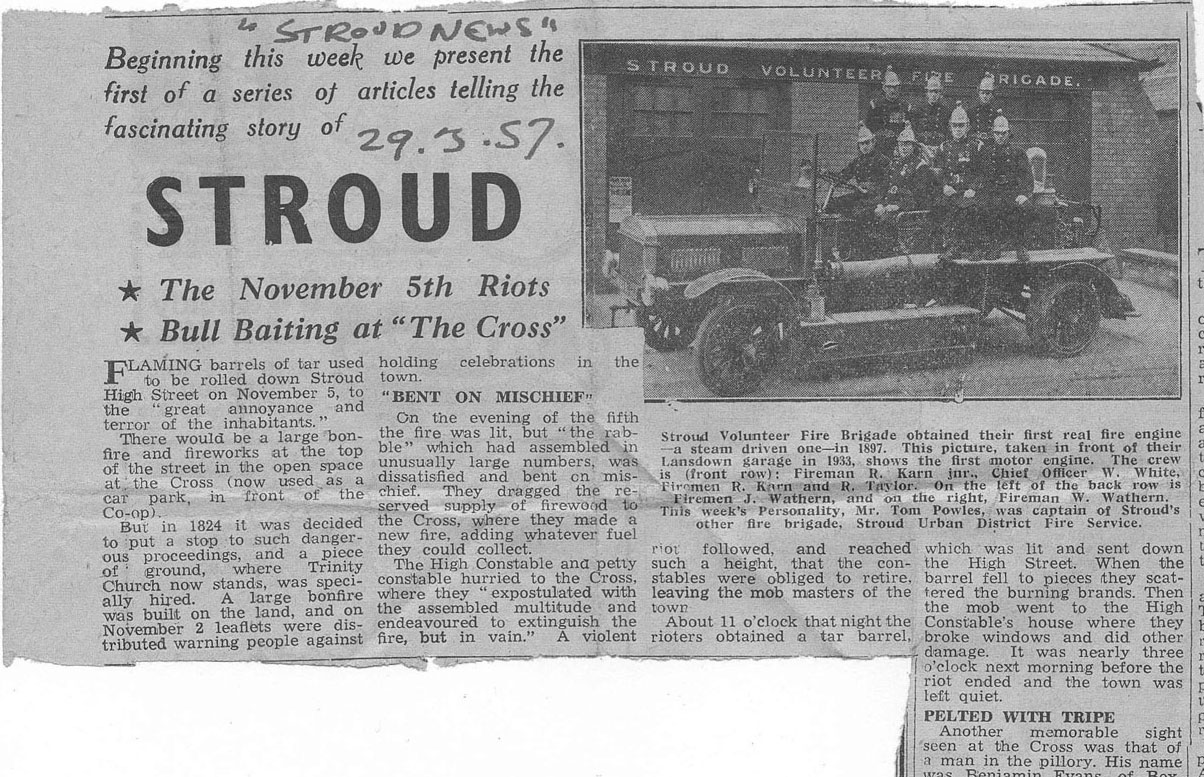 "STROUD NEWS"
Beginning this week we present the
first of a series of articles telling the
fascinating story of
29.3.57.
STROUD
★ The November 5th Riots
★ Bull Baiting at "The Cross"
STROUD VOLUNTEER FIRE BRIGADE.
FLAMING barrels of tar used
to be rolled down Stroud
High Street on November 5, to
the "great annoyance and
terror of the inhabitants."
There would be a large bon-
fire and fireworks at the top
of the street in the open space
at the Cross (now used as a
car park, in front of the
Co-op).
But in 1824 it was decided
to put a stop to such danger-
ous proceedings, and a piece
of ground, where Trinity
Church now stands, was speci-
ally hired. A large bonfire
was built on the land, and on
November 2 leaflets were dis-
tributed warning people against
holding celebrations in the
town.
"BENT ON MISCHIEF"
On the evening of the fifth
the fire was lit, but "the rab-
ble" which had assembled in
unusually large numbers, was
dissatisfied and bent on mis-
chief. They dragged the re-
served supply of firewood to
the Cross, where they made a
new fire, adding whatever fuel
they could collect.
The High Constable and petty
constable hurried to the Cross,
where they "expostulated with
the assembled multitude and
endeavoured to extinguish the
fire, but in vain." A violent
Stroud Volunteer Fire Brigade obtained their first real fire engine
—a steam driven one—in 1897. This picture, taken in front of their
Lansdown garage in 1933, shows the first motor engine. The crew
is (front row): Fireman R. Karn jnr., Chief Officer W. White,
Firemen R. Karn and R. Taylor. On the left of the back row is
Firemen J. Wathern, and on the right, Fireman W. Wathern.
This week's Personality, Mr. Tom Powles, was captain of Stroud's
other fire brigade, Stroud Urban District Fire Service.
riot followed, and reached
such a height, that the con-
stables were obliged to retire,
leaving the mob masters of the
town
About 11 o'clock that night the
rioters obtained a tar barrel,
which was lit and sent down
the High Street. When the
barrel fell to pieces they scat-
tered the burning brands. Then
the mob went to the High
Constable's house where they
broke windows and did other
damage. It was nearly three
o'clock next morning before the
riot ended and the town was
left quiet.
PELTED WITH TRIPE
Another memorable sight
seen at the Cross was that of
a man in the pillory. His name
was Benjamin Evans, of